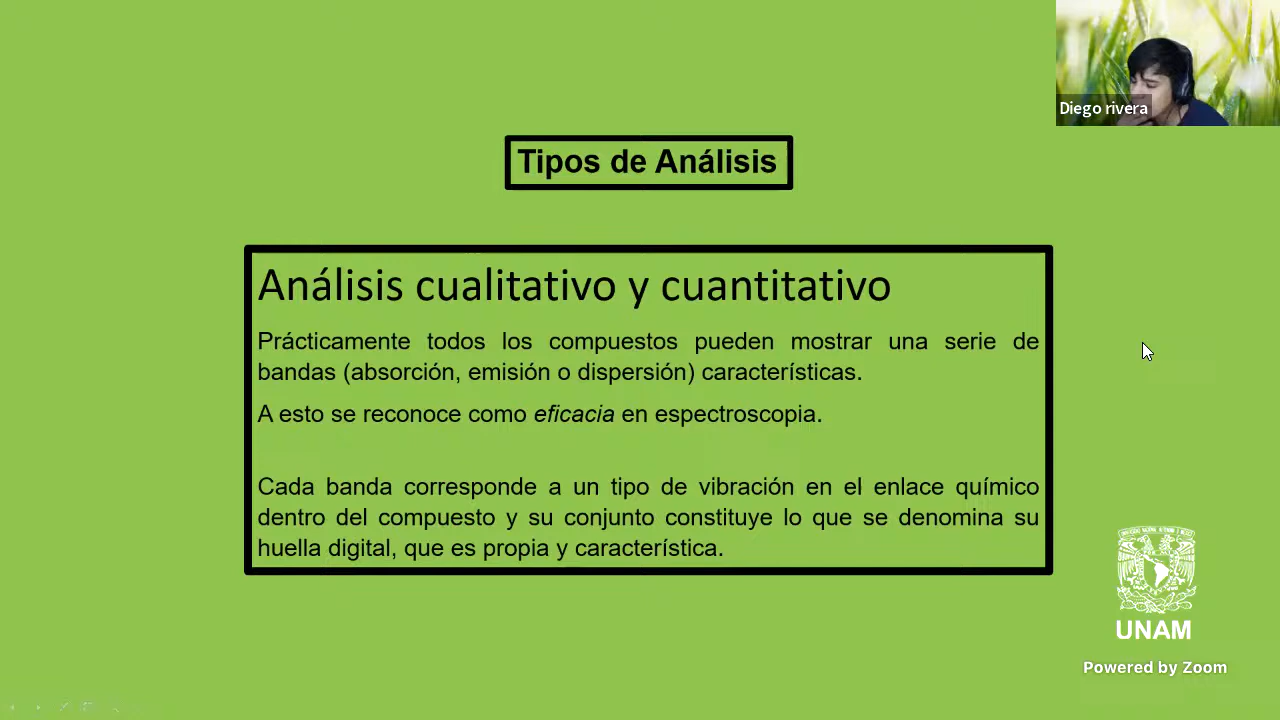 Diego rivera
Tipos de Análisis
Análisis cualitativo y cuantitativo
Prácticamente todos los compuestos pueden mostrar una serie de
bandas (absorción, emisión o dispersión) características.
A esto se reconoce como eficacia en espectroscopia.
Cada banda corresponde a un tipo de vibración en el enlace químico
dentro del compuesto y su conjunto constituye lo que se denomina su
huella digital, que es propia y característica.
UNAM
Powered by Zoom